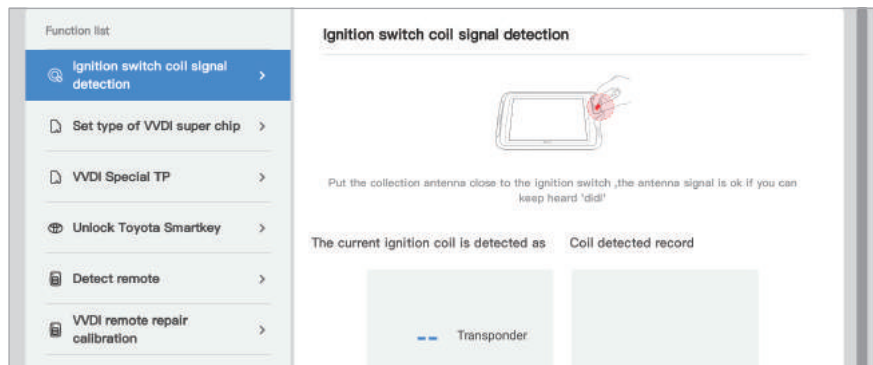 Function list
Ignition switch coil signal
detection
Set type of VVDI super chip
VVDI Special TP
Unlock Toyota Smartkey
Detect remote
VVDI remote repair
calibration
Ignition switch coil signal detection
Put the collection antenna close to the ignition switch ,the antenna signal is ok if you can
keep heard 'didi'
The current ignition coil is detected as
Coil detected record
-- Transponder